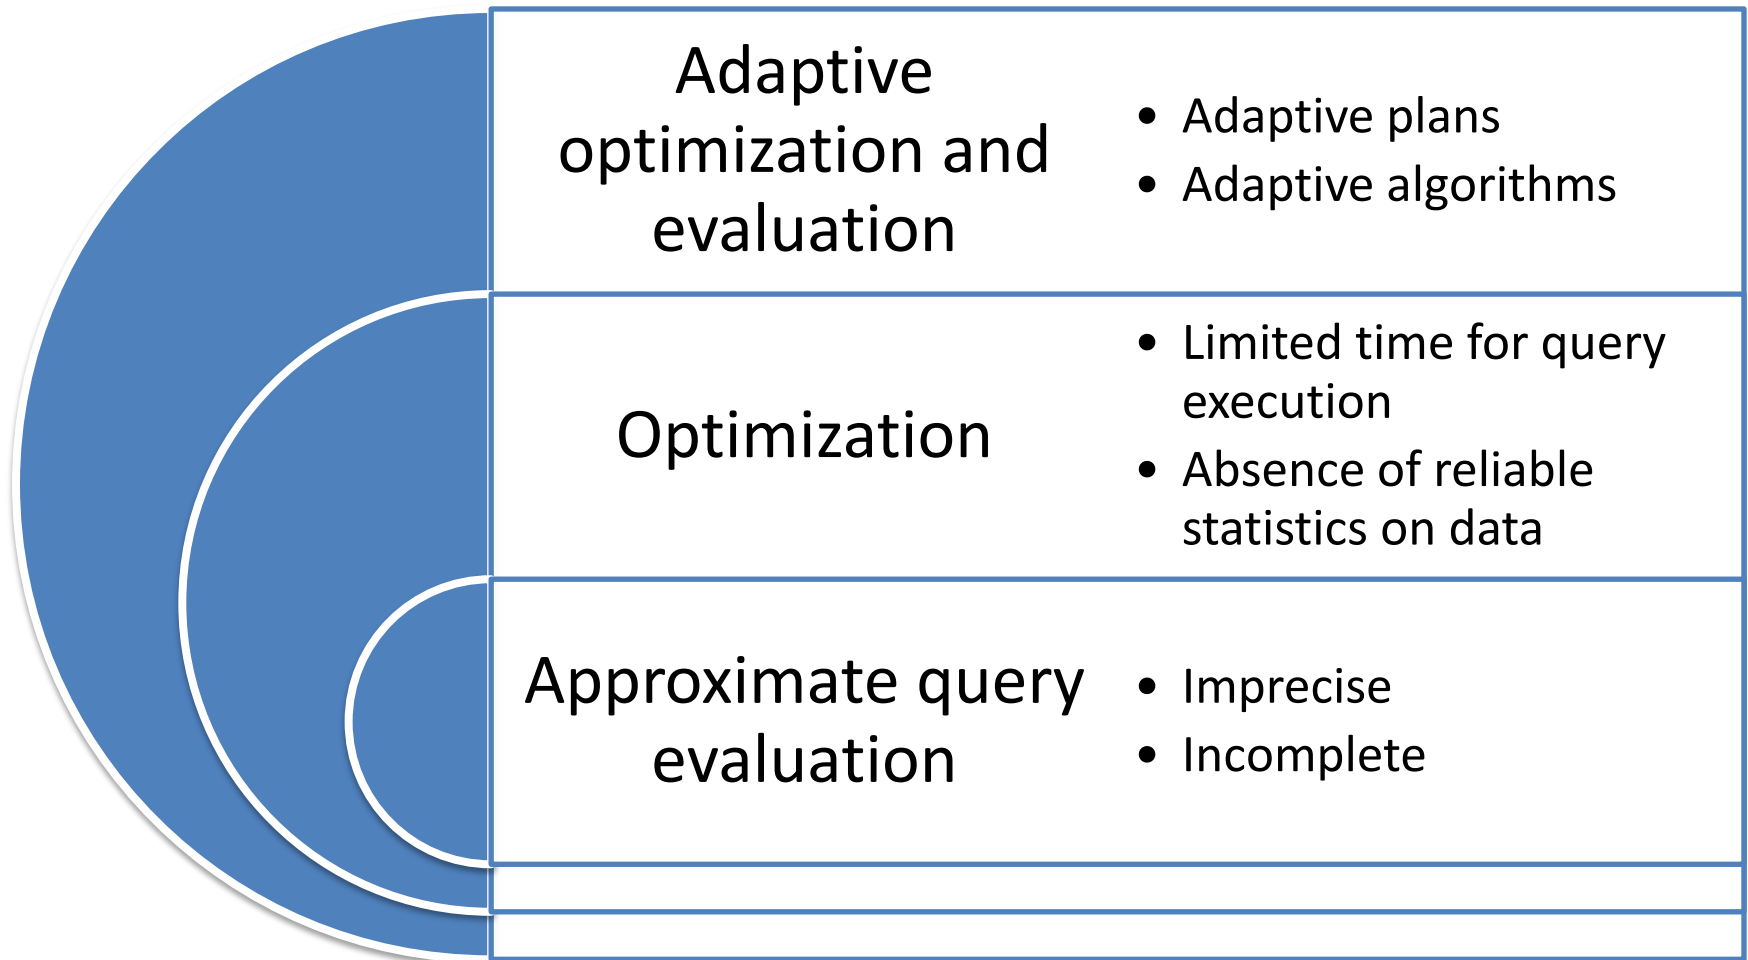 Adaptive
optimization and
evaluation
• Adaptive plans
• Adaptive algorithms
Optimization
• Limited time for query
execution
• Absence of reliable
statistics on data
Approximate query
evaluation
• Imprecise
• Incomplete